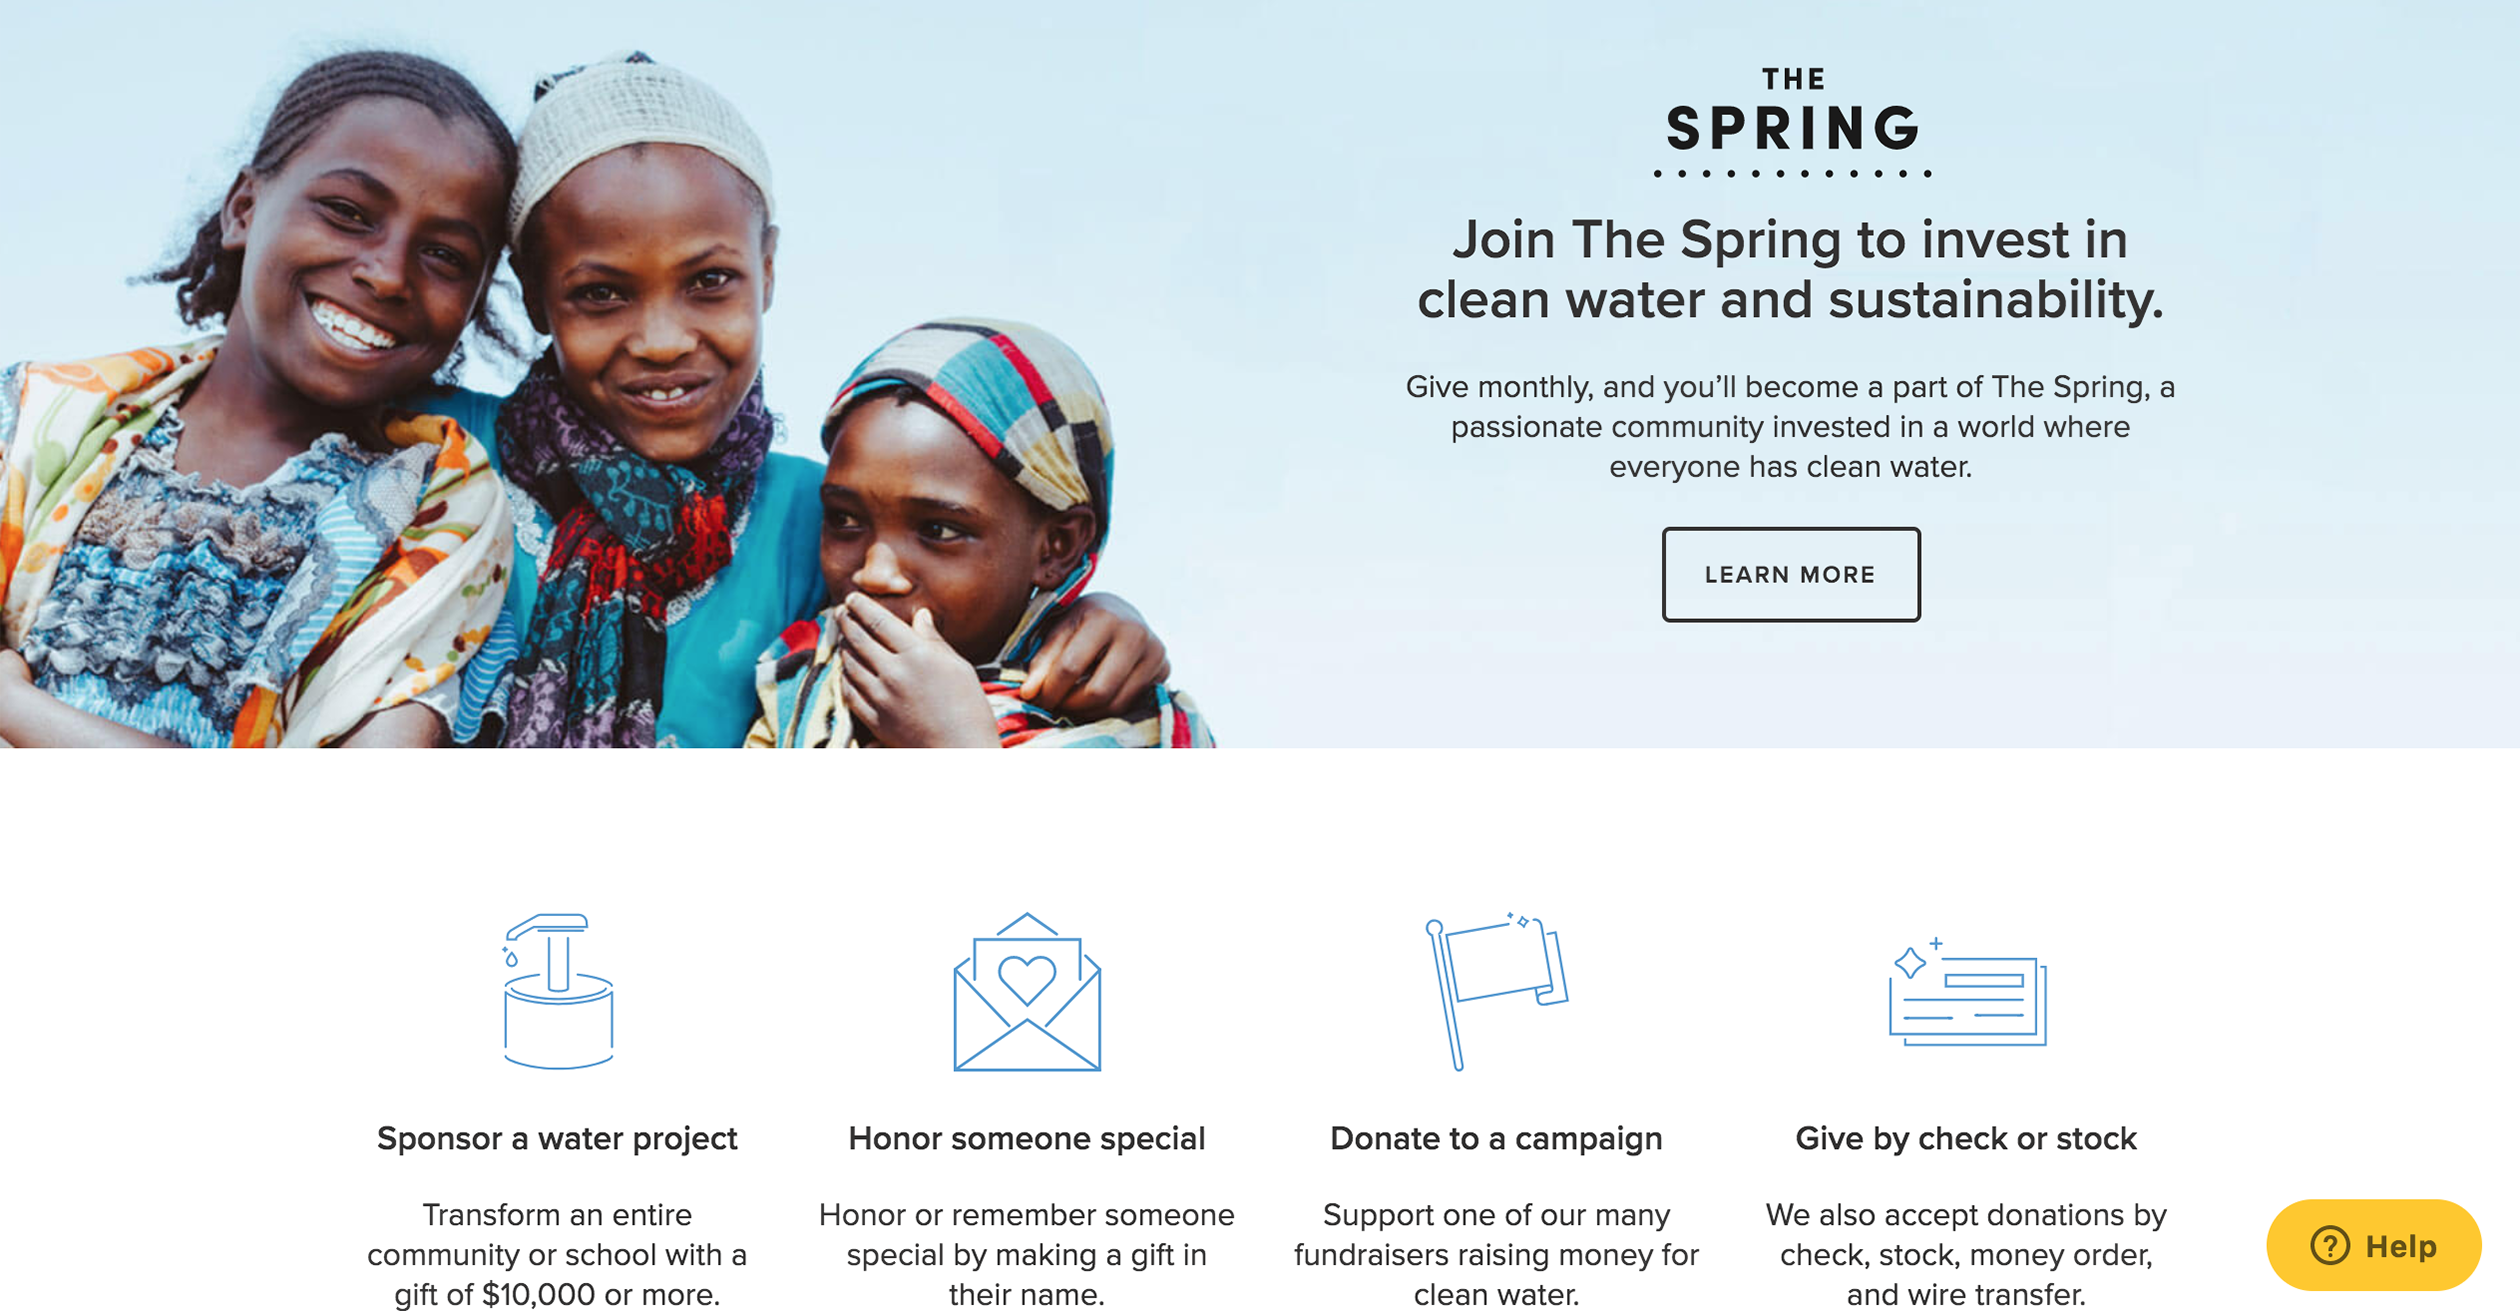 THE
SPRING
Join The Spring to invest in
clean water and sustainability.
Give monthly, and you’ll become a part of The Spring, a
passionate community invested in a world where
everyone has clean water.
LEARN MORE
Sponsor a water project
Transform an entire
community or school with a
gift of $10,000 or more.
Honor someone special
Honor or remember someone
special by making a gift in
their name.
Donate to a campaign
Support one of our many
fundraisers raising money for
clean water.
Give by check or stock
We also accept donations by
check, stock, money order,
and wire transfer.
Help